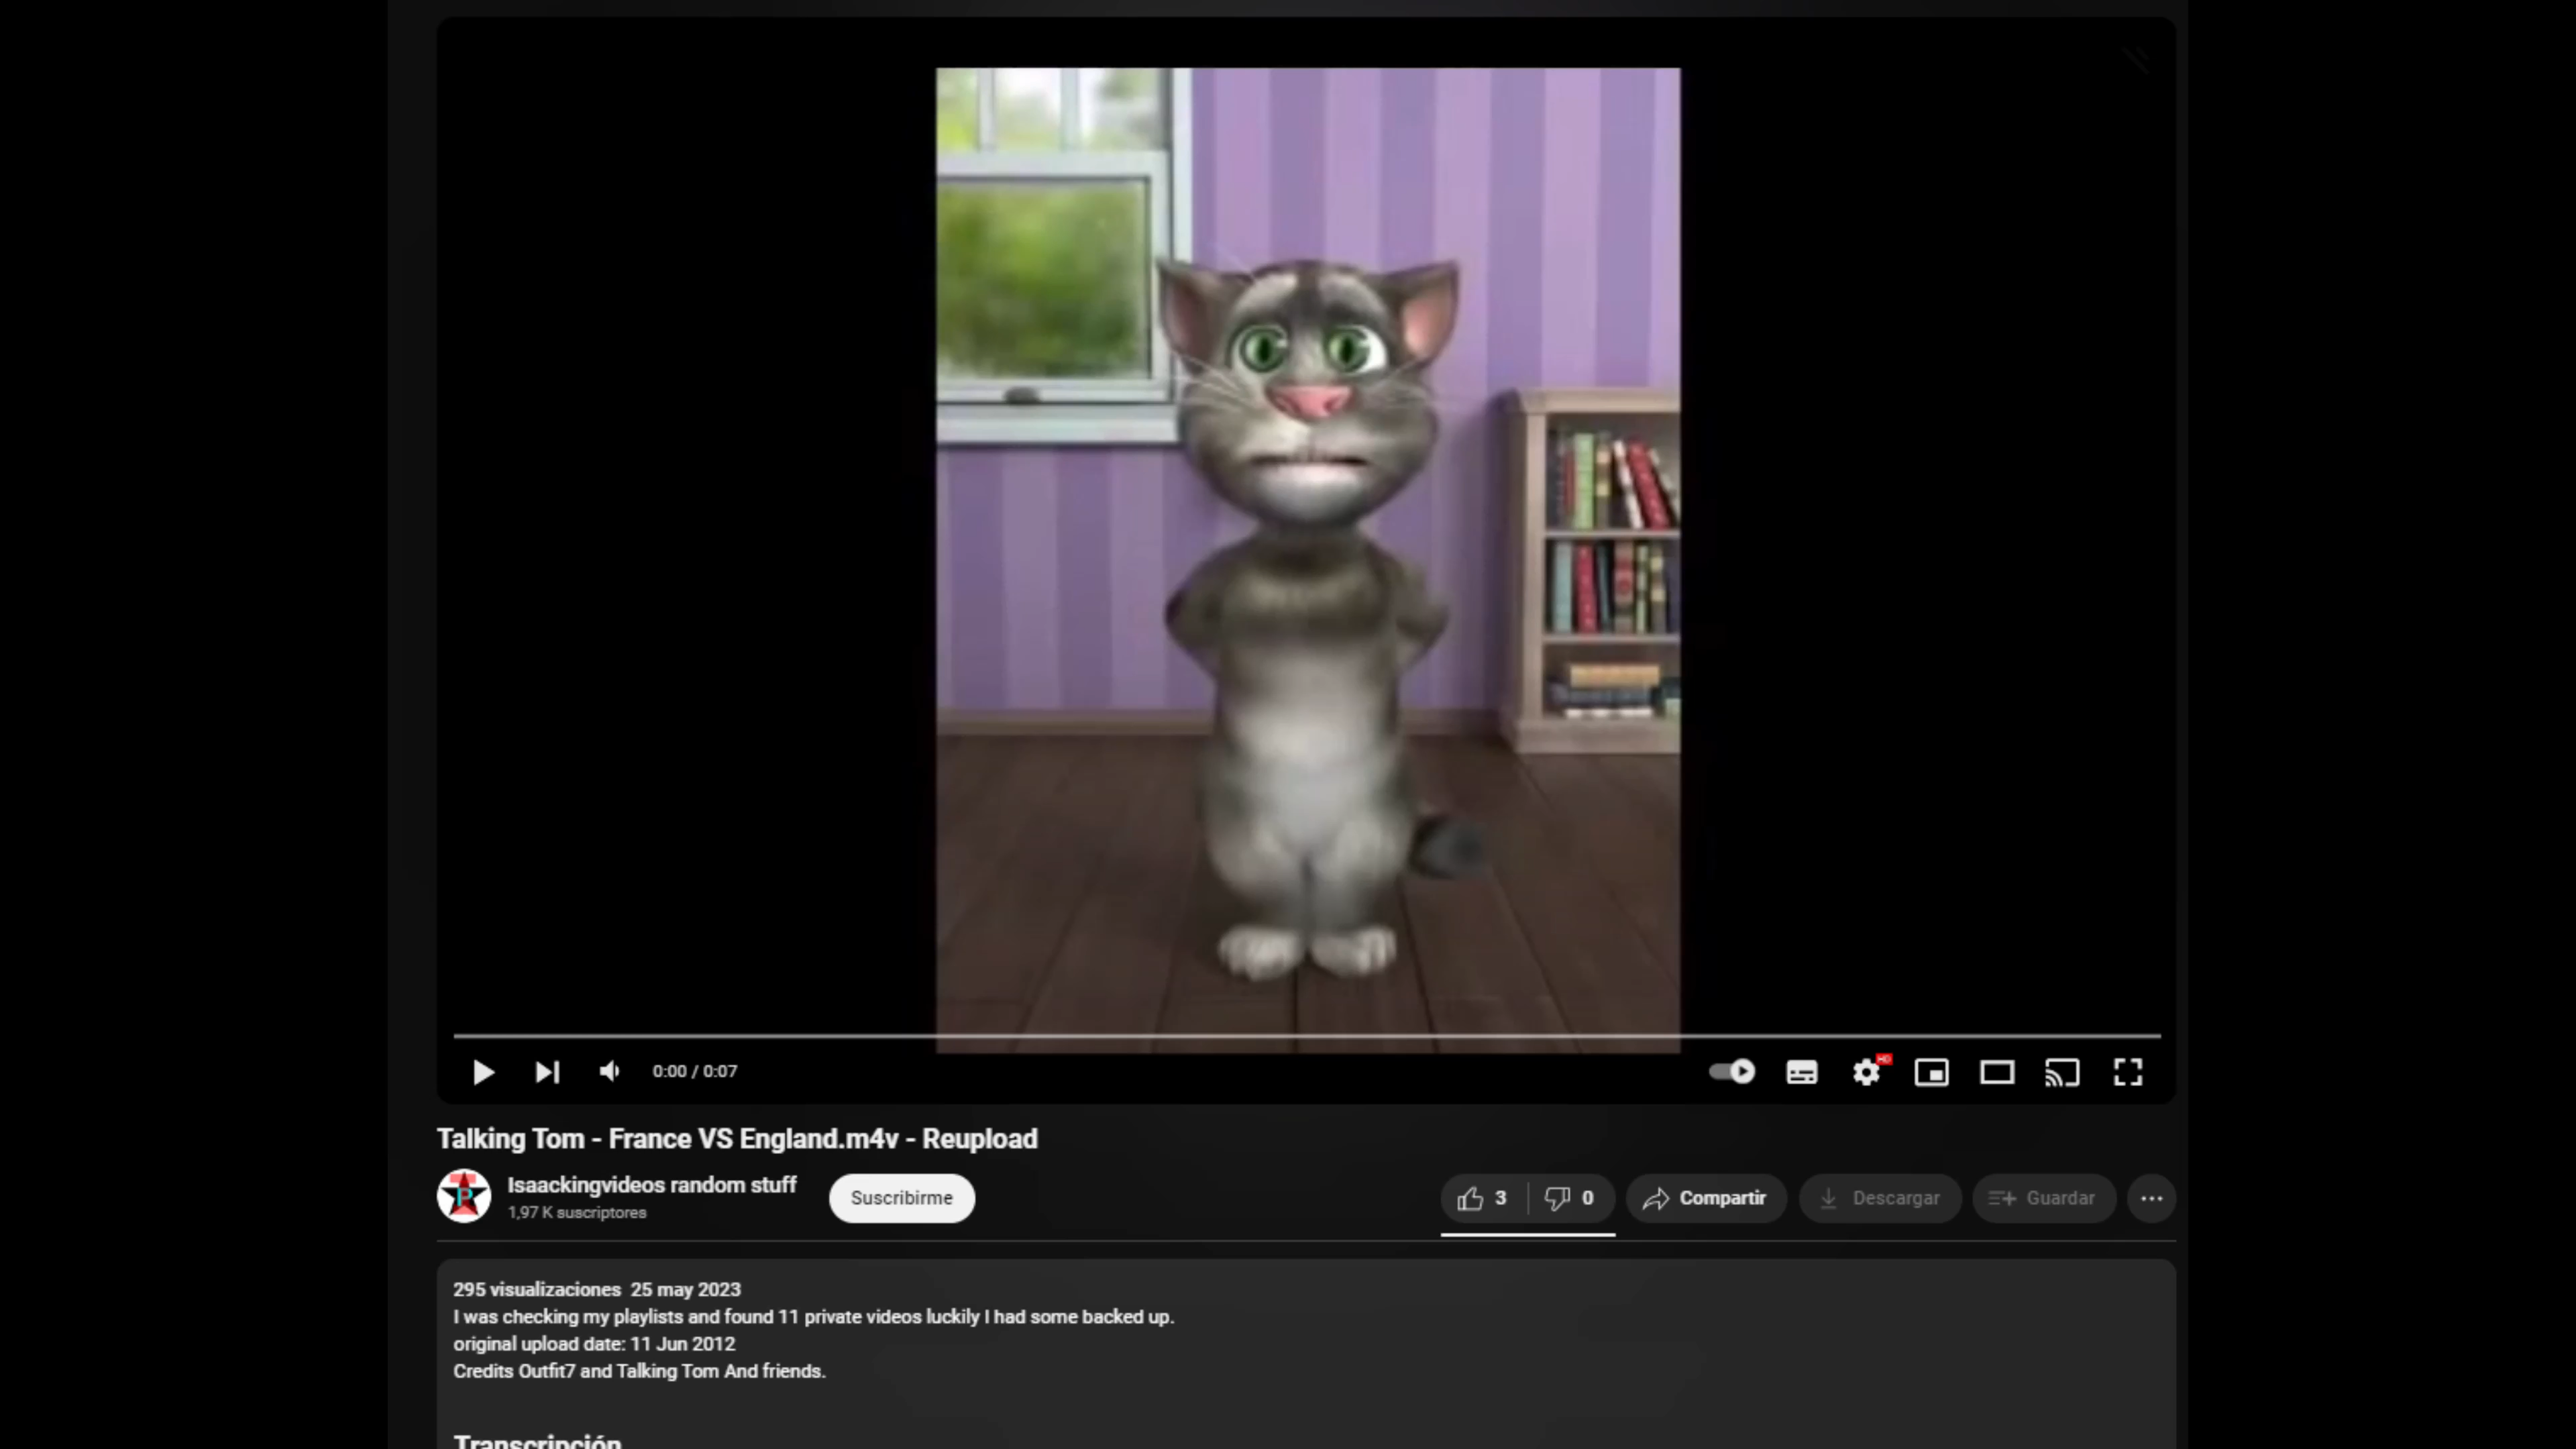 HD
0:00 / 0:07
Talking Tom - France VS England.m4v - Reupload
P
Isaackingvideos random stuff
1,97 K suscriptores
Suscribirme
3
0
Compartir
Descargar
Guardar
295 visualizaciones 25 may 2023
I was checking my playlists and found 11 private videos luckily I had some backed up.
original upload date: 11 Jun 2012
Credits Outfit7 and Talking Tom And friends.
Transcripción